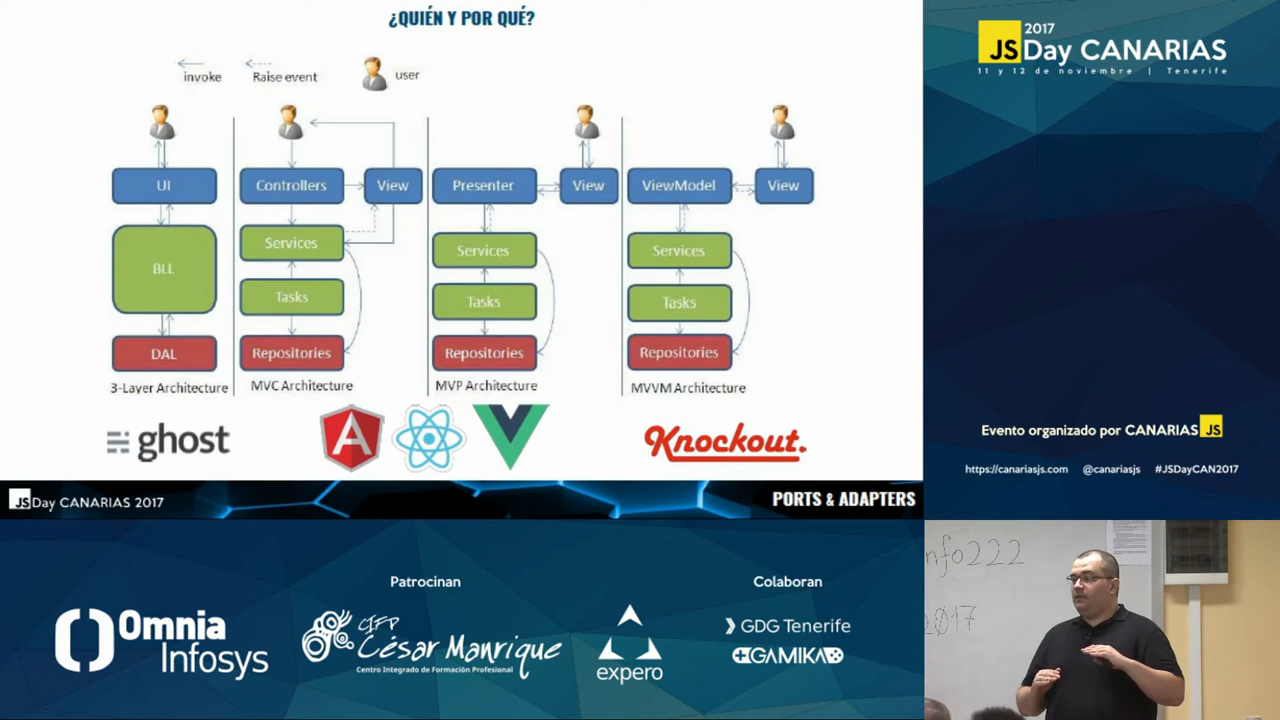 ¿QUIÉN Y POR QUÉ?
invoke
Raise event
user
UI
Controllers
View
Presenter
View
ViewModel
View
BLL
Services
Tasks
Services
Tasks
Services
Tasks
DAL
Repositories
Repositories
Repositories
3-Layer Architecture
MVC Architecture
MVP Architecture
MVVM Architecture
ghost
A
Knockout.
JSDay CANARIAS 2017
PORTS & ADAPTERS
2017
JSDay CANARIAS
11 y 12 de noviembre | Tenerife
Evento organizado por CANARIAS JS
https://canariasjs.com @canariasjs #JSDayCAN2017
Patrocinan
Colaboran
Omnia
Infosys
CIFP
César Manrique
Centro Integrado de Formación Profesional
expero
GDG Tenerife
GAMIKA
nfo222
2017